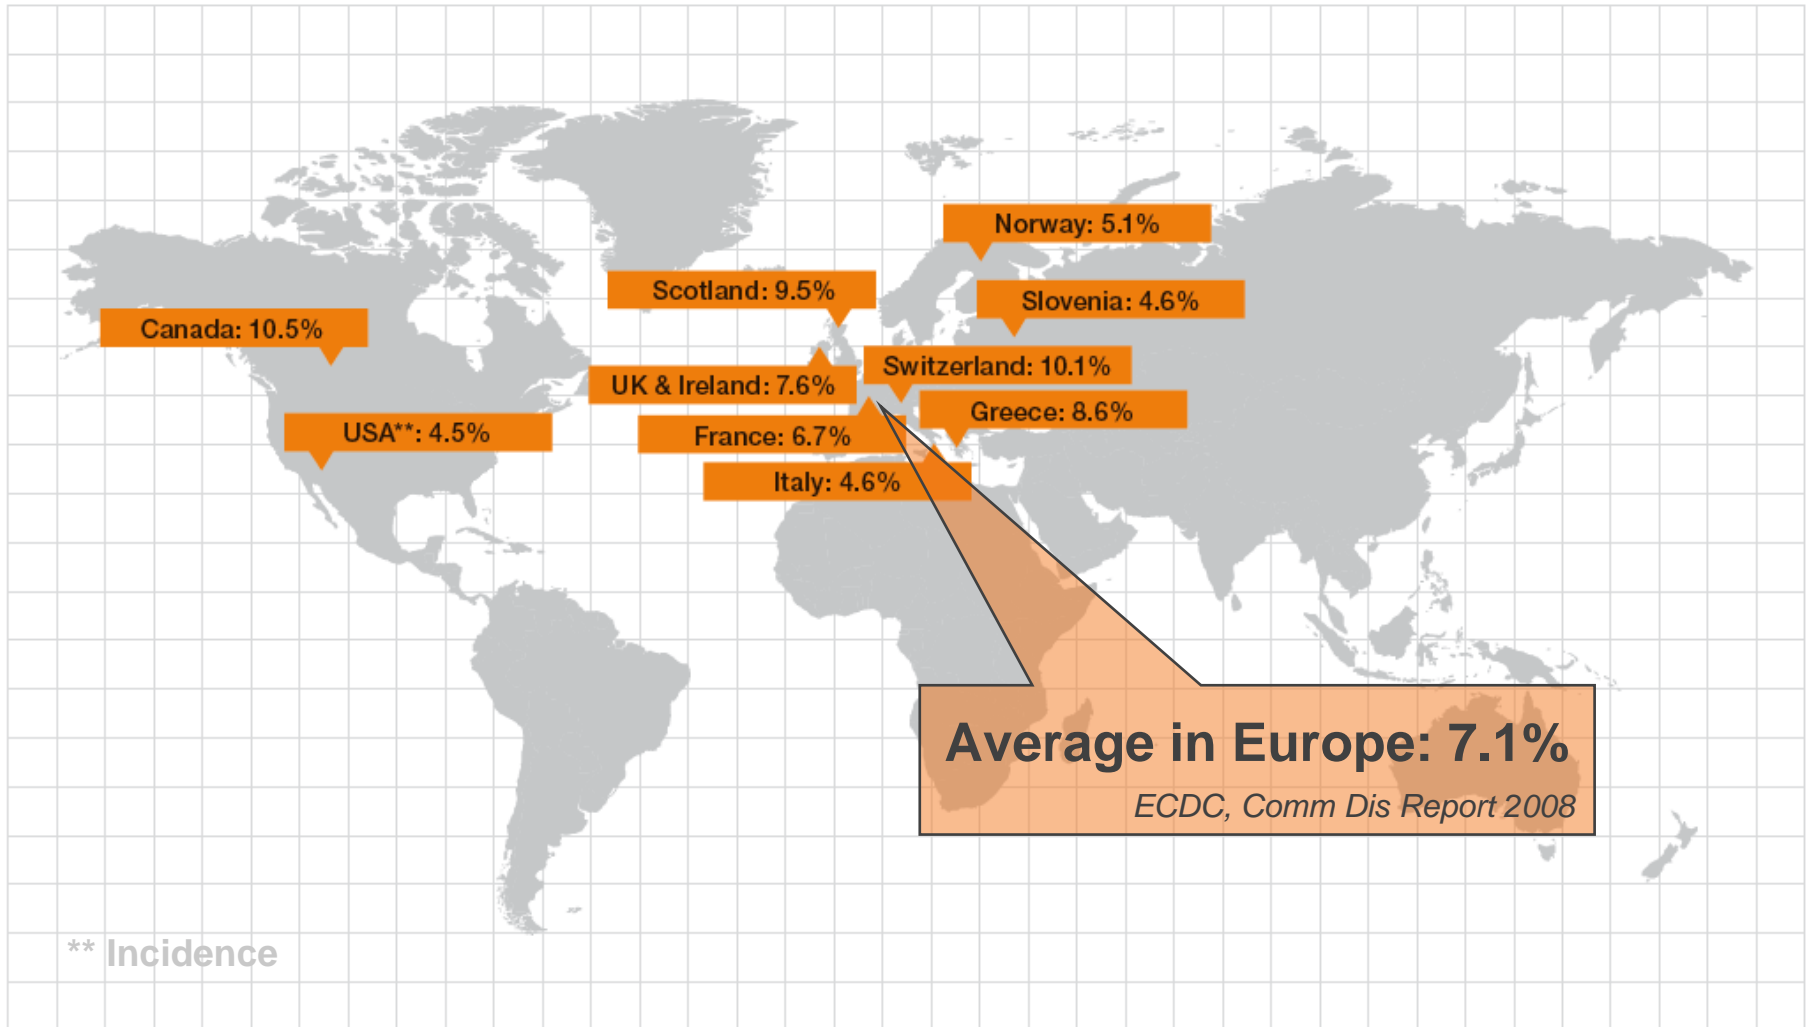 Norway: 5.1%
Scotland: 9.5%
Slovenia: 4.6%
Canada: 10.5%
Switzerland: 10.1%
UK & Ireland: 7.6%
Greece: 8.6%
USA**: 4.5%
France: 6.7%
Italy: 4.6%
Average in Europe: 7.1%
ECDC, Comm Dis Report 2008
** Incidence